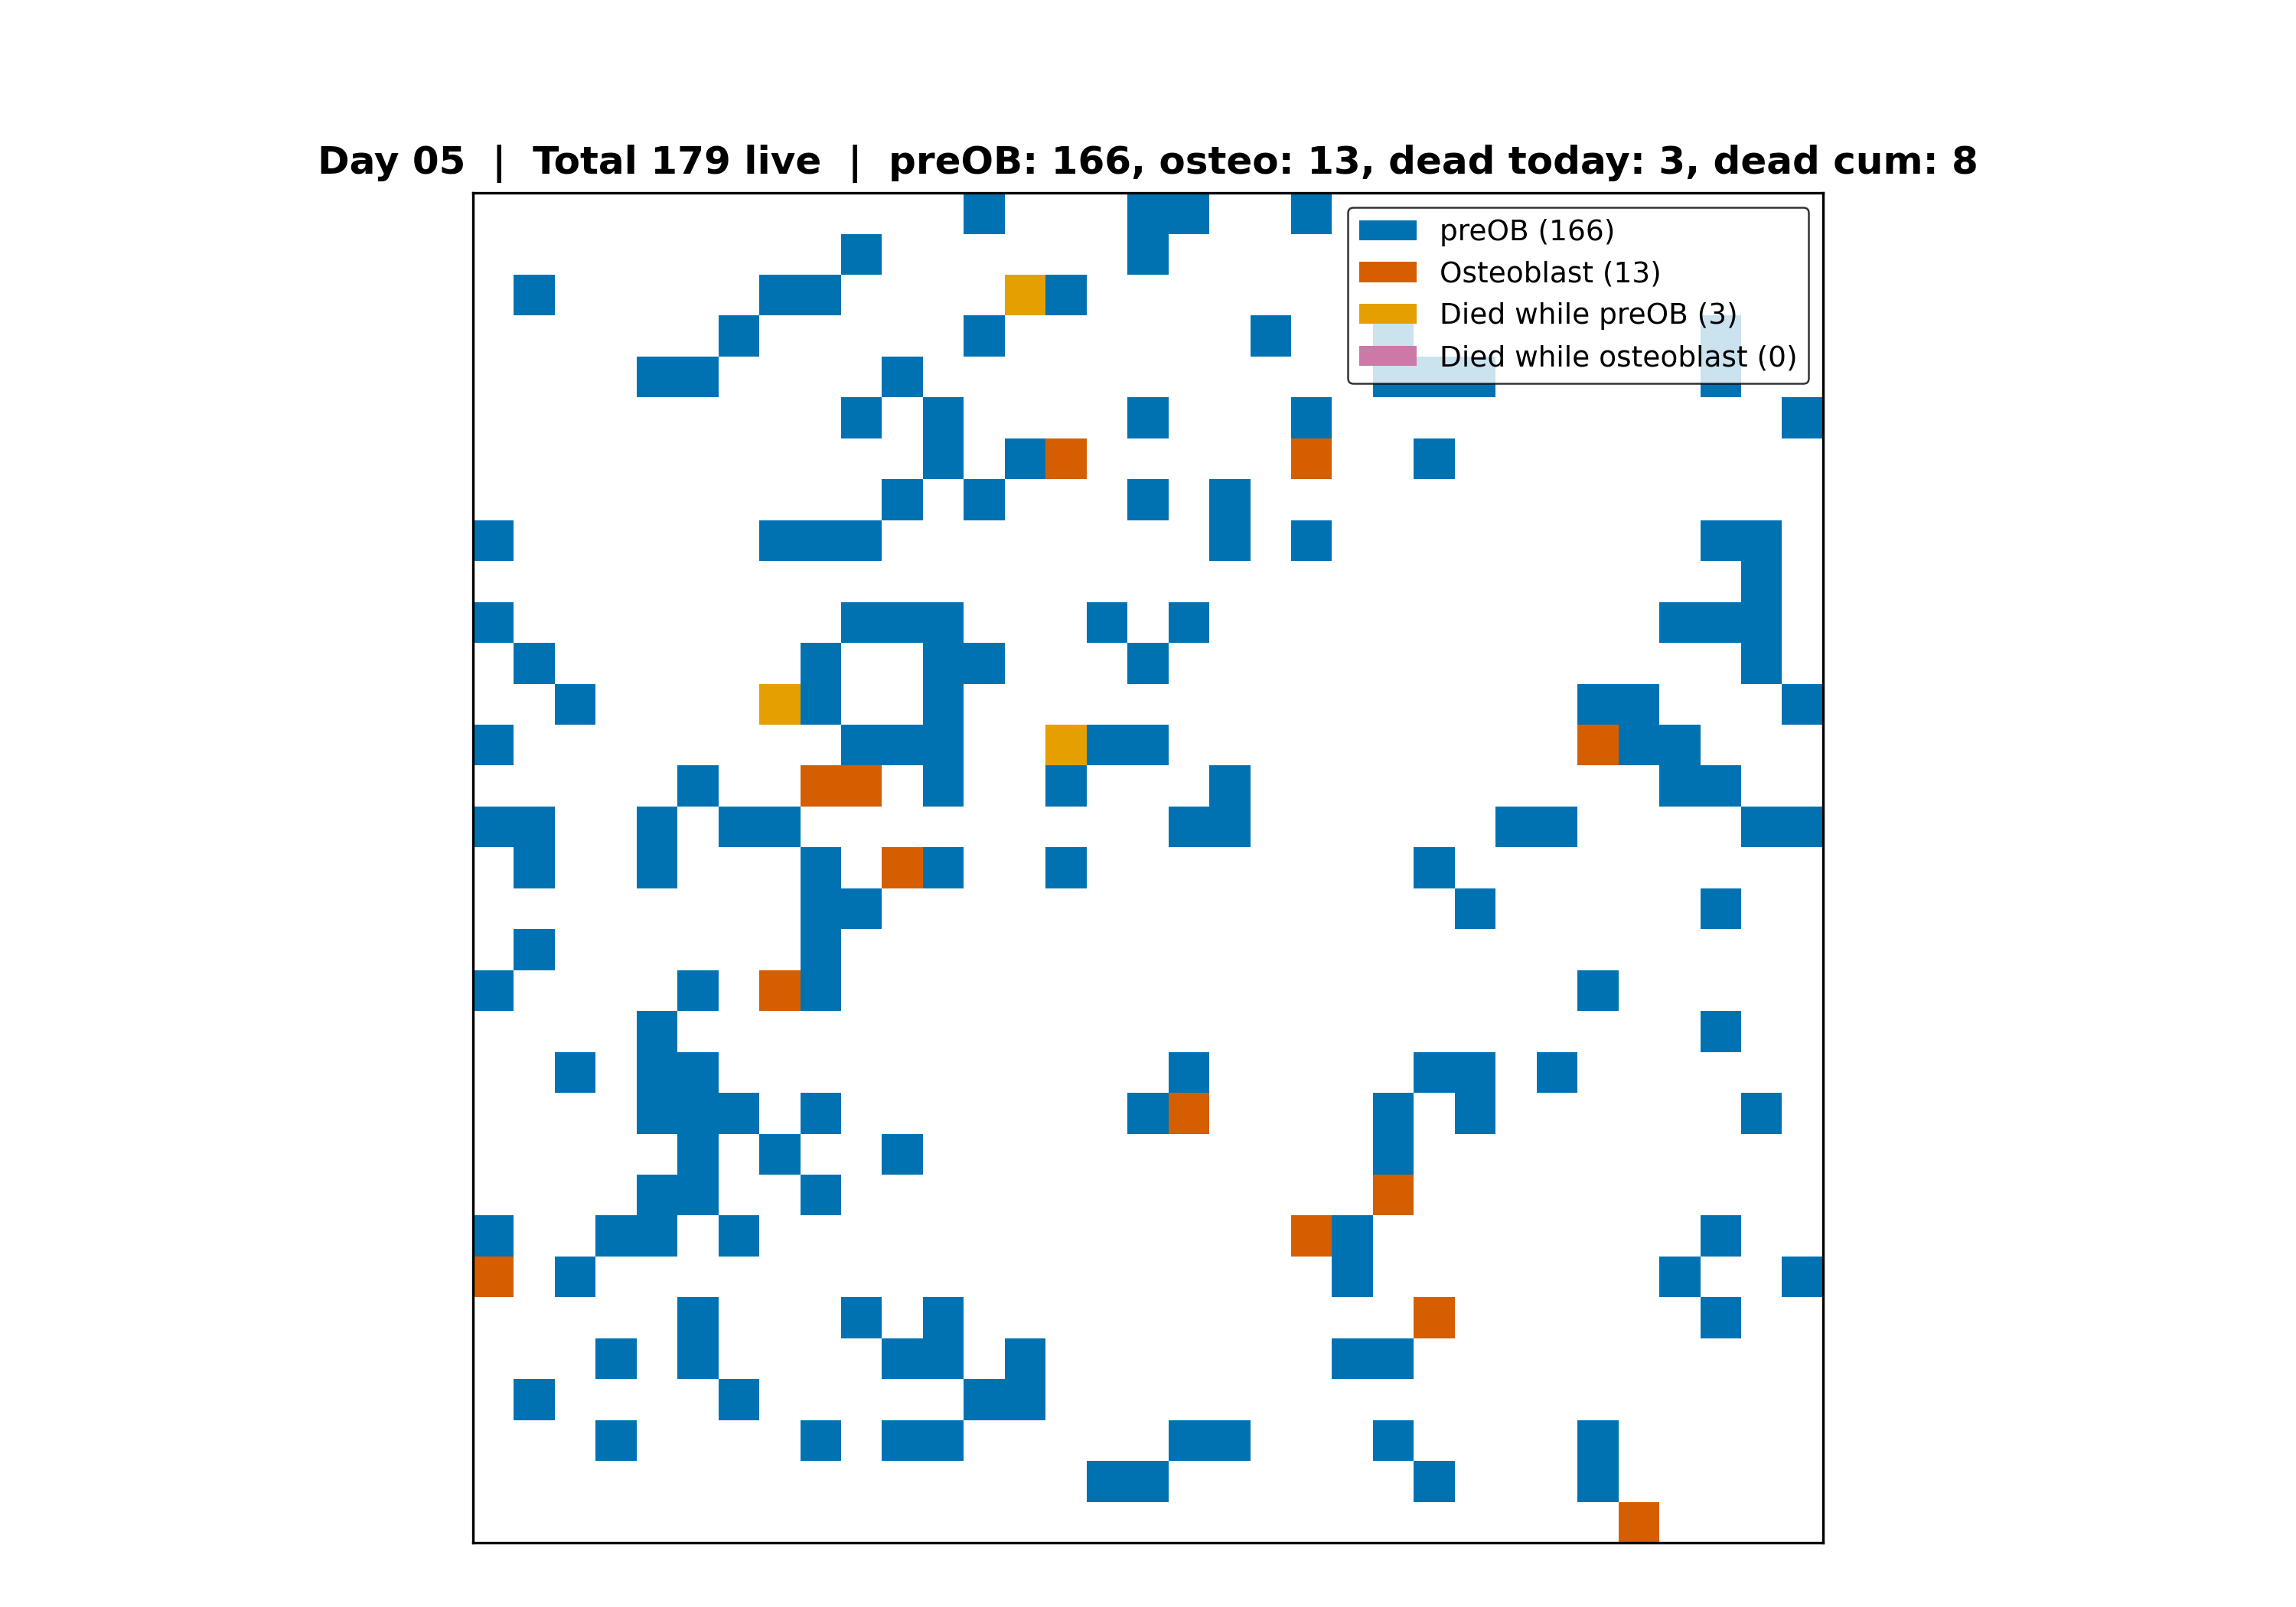 Day 05 | Total 179 live | preOB: 166, osteo: 13, dead today: 3, dead cum: 8
preOB (166)
Osteoblast (13)
Died while preOB (3)
Died while osteoblast (0)